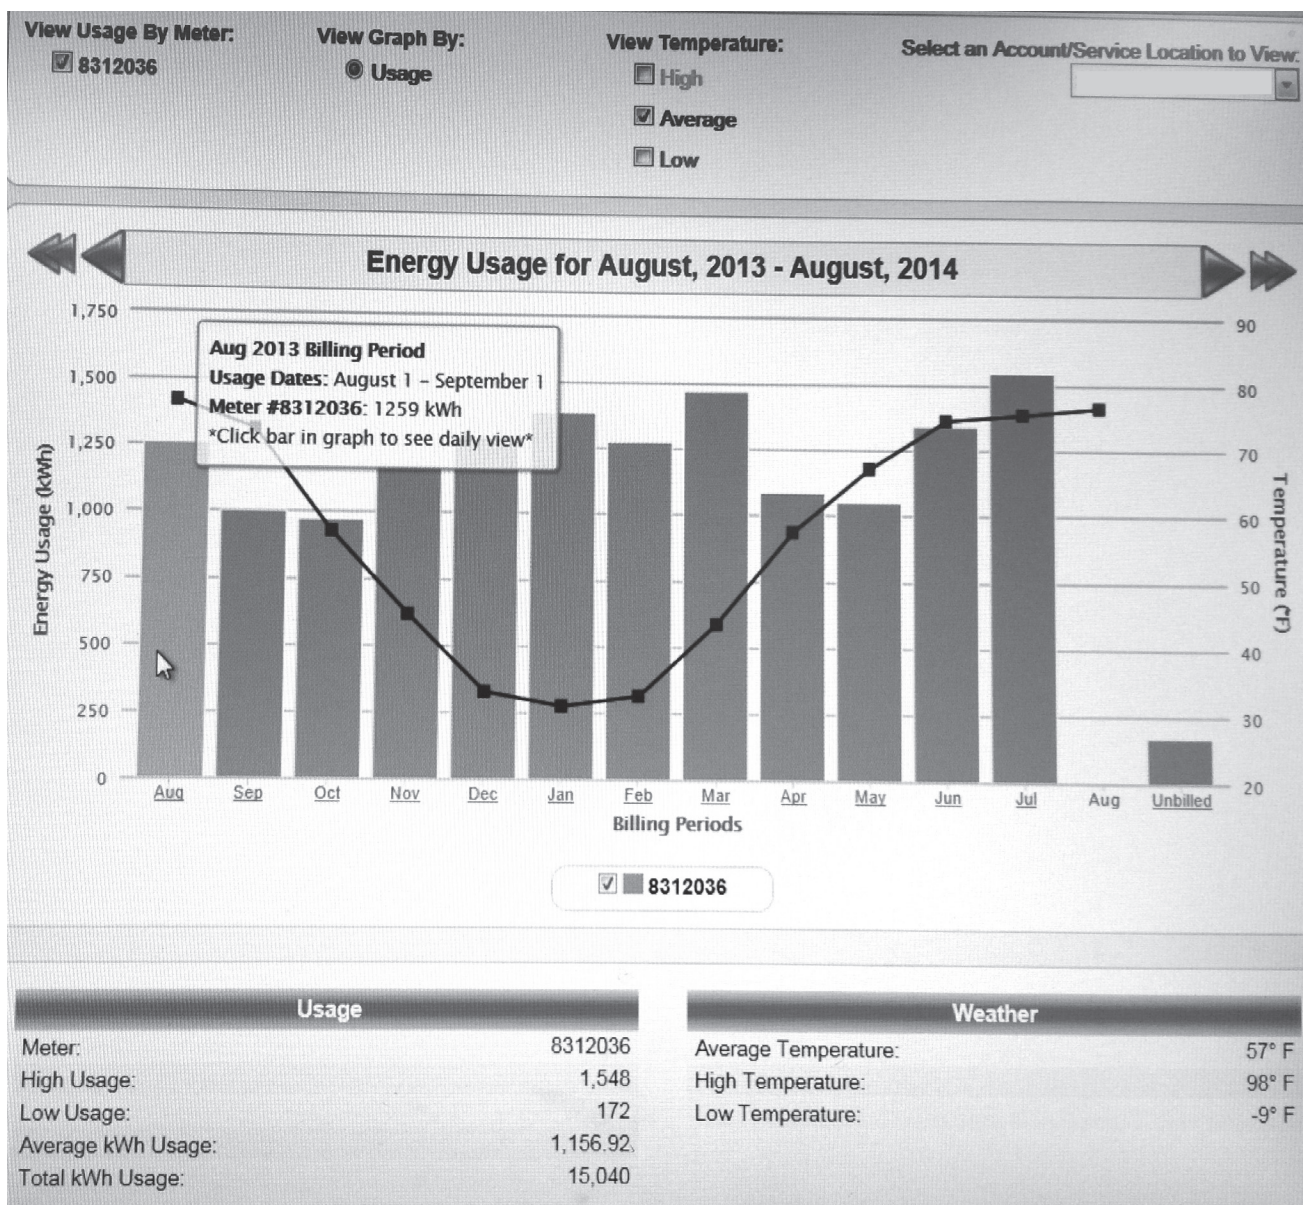 View Usage By Meter:
8312036
View Graph By:
Usage
View Temperature:
High
Average
Low
Select an Account/Service Location to View:
Energy Usage for August, 2013 - August, 2014
Aug 2013 Billing Period
Usage Dates: August 1 – September 1
Meter #8312036: 1259 kWh
*Click bar in graph to see daily view*
Energy Usage (kWh)
1,750
1,500
1,250
1,000
750
500
250
0
90
80
70
60
50
40
30
20
Temperature (°F)
Aug Sep Oct Nov Dec Jan Feb Mar Apr May Jun Jul Aug Unbilled
Billing Periods
8312036
Usage
Meter: 8312036
High Usage: 1,548
Low Usage: 172
Average kWh Usage: 1,156.92
Total kWh Usage: 15,040
Weather
Average Temperature: 57° F
High Temperature: 98° F
Low Temperature: -9° F